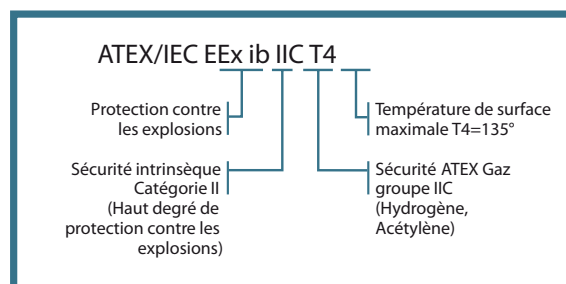 ATEX/IEC EEx ib IIC T4
Protection contre
les explosions
Température de surface
maximale T4=135°
Sécurité intrinsèque
Catégorie II
(Haut degré de
protection contre les
explosions)
Sécurité ATEX Gaz
groupe IIC
(Hydrogène,
Acétylène)